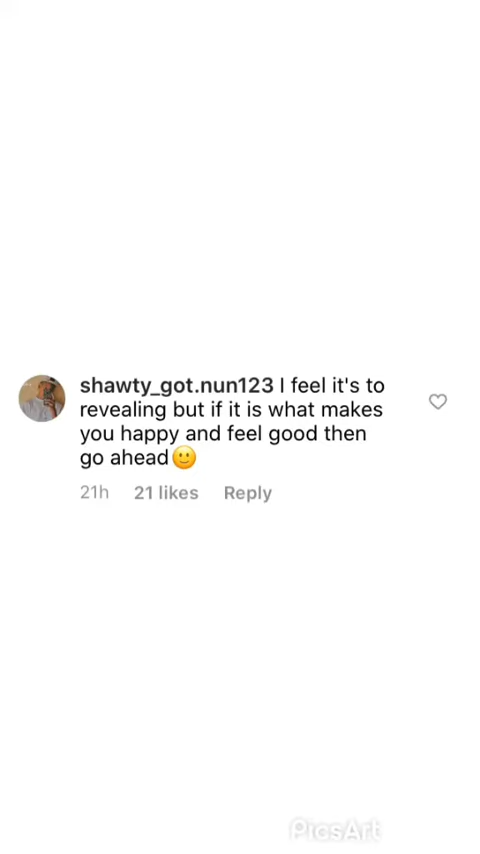 shawty_got.nun123 I feel it's to
revealing but if it is what makes
you happy and feel good then
go ahead🙂
21h 21 likes Reply
PicsArt